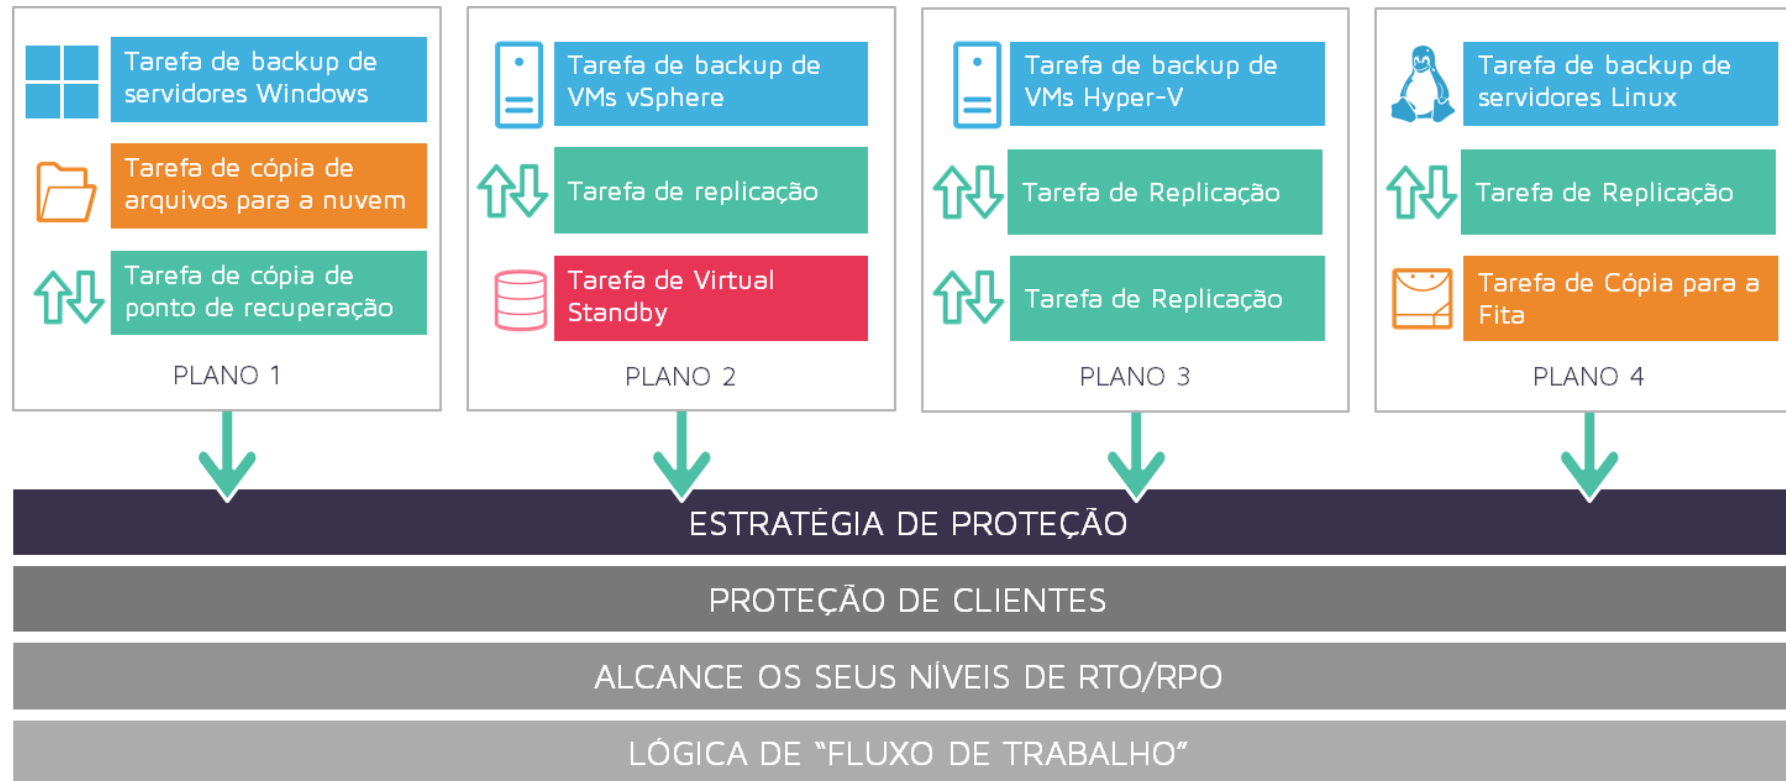 Tarefa de backup de
servidores Windows
Tarefa de cópia de
arquivos para a nuvem
Tarefa de cópia de
ponto de recuperação
PLANO 1
Tarefa de backup de
VMs vSphere
Tarefa de replicação
Tarefa de Virtual
Standby
PLANO 2
Tarefa de backup de
VMs Hyper-V
Tarefa de Replicação
Tarefa de Replicação
PLANO 3
Tarefa de backup de
servidores Linux
Tarefa de Replicação
Tarefa de Cópia para a
Fita
PLANO 4
ESTRATÉGIA DE PROTEÇÃO
PROTEÇÃO DE CLIENTES
ALCANCE OS SEUS NÍVEIS DE RTO/RPO
LÓGICA DE “FLUXO DE TRABALHO”